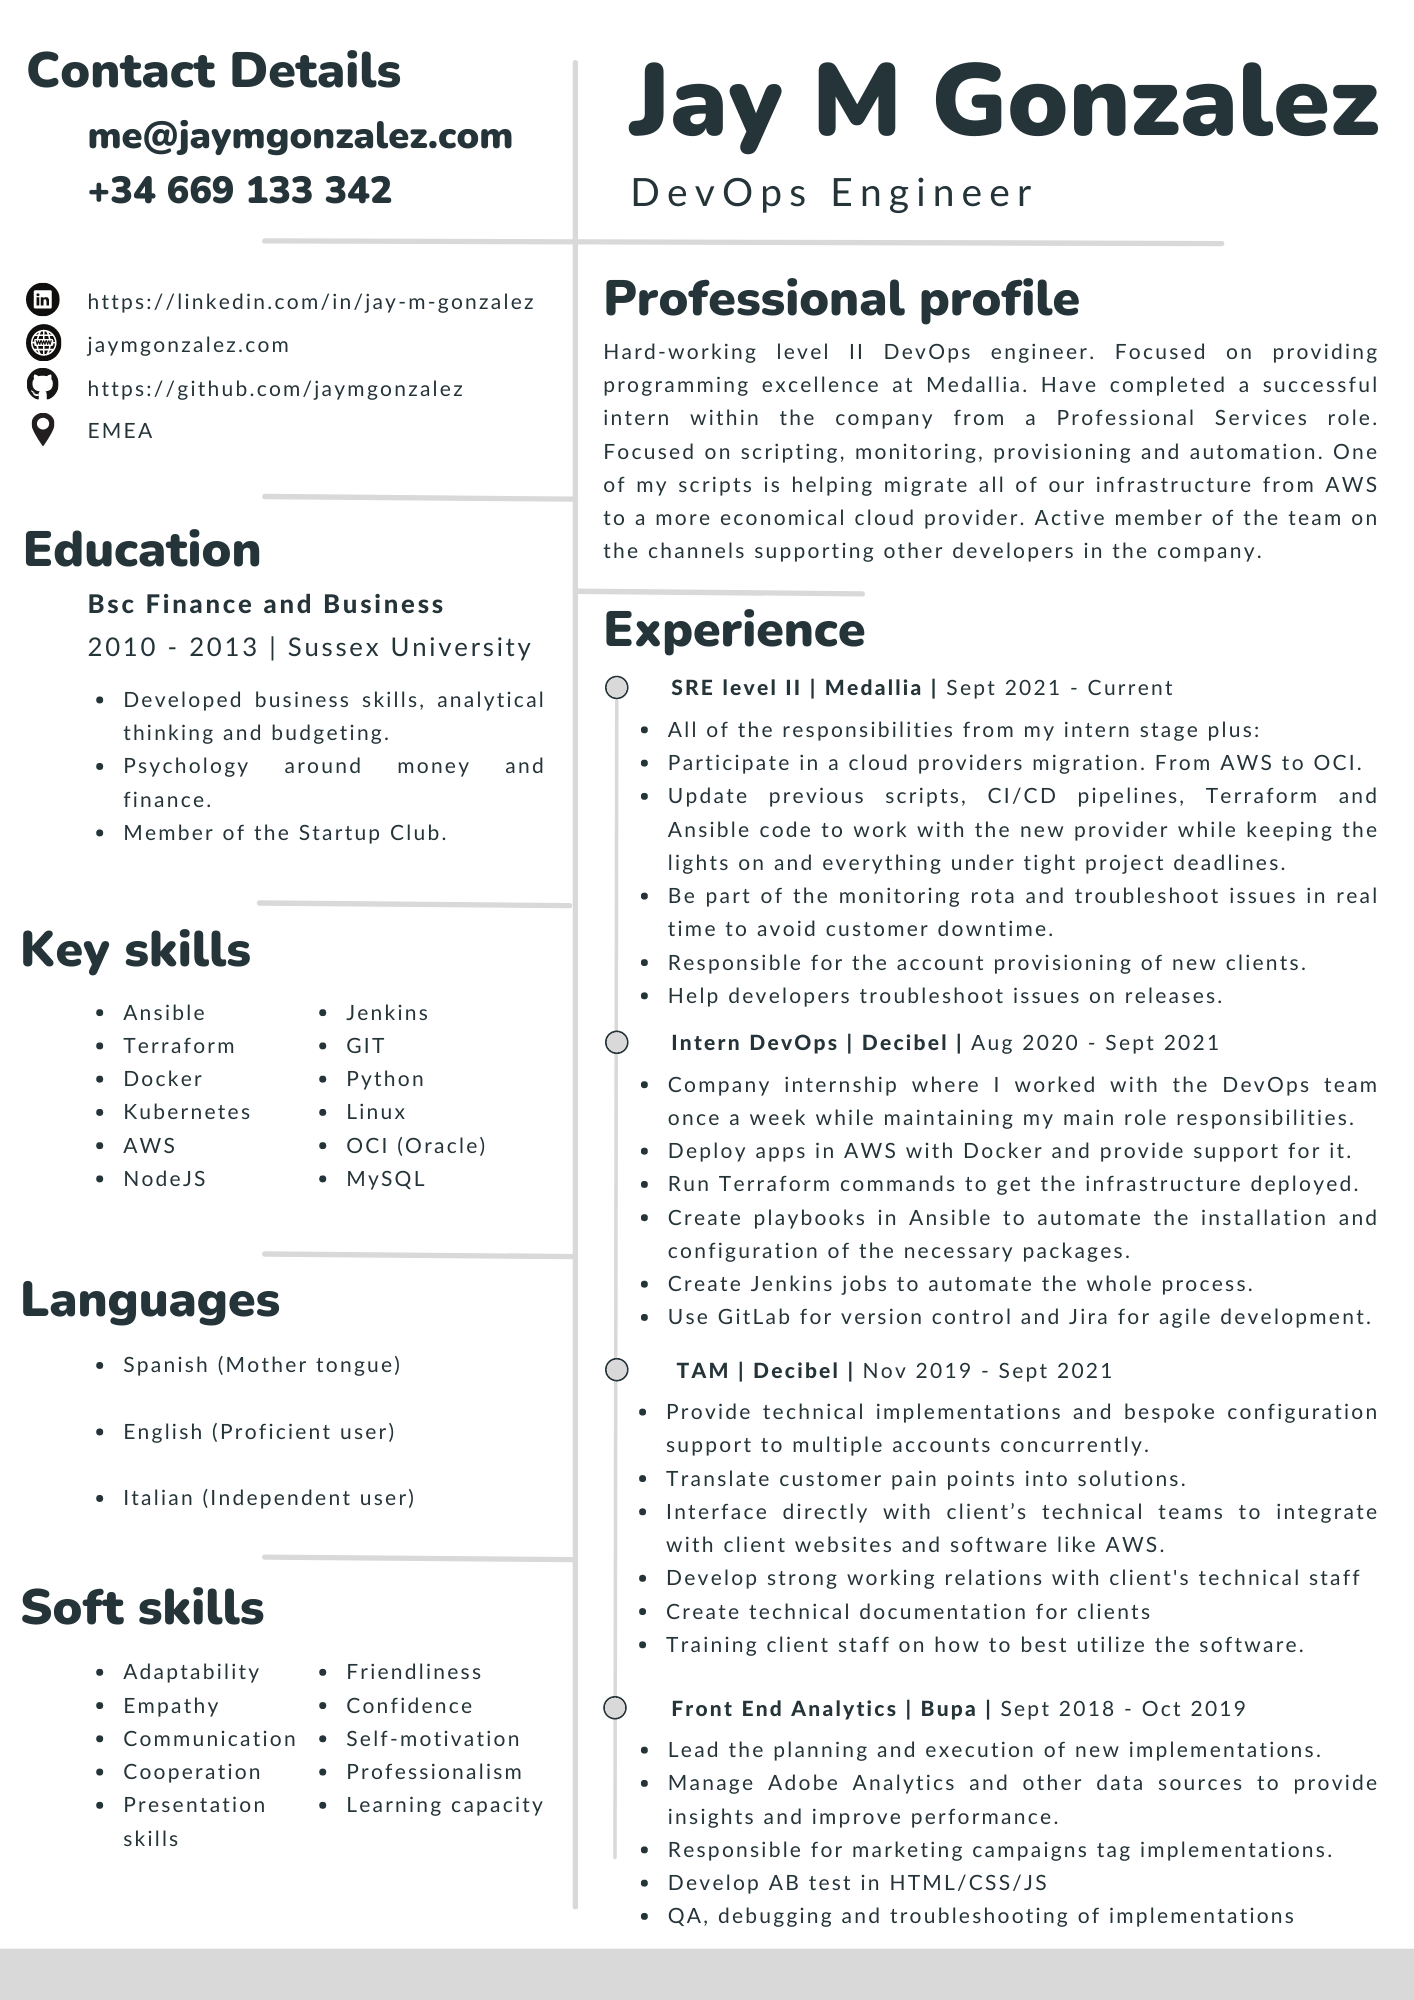 Contact Details
me@jaymgonzalez.com
+34 669 133 342
https://linkedin.com/in/jay-m-gonzalez
jaymgonzalez.com
https://github.com/jaymgonzalez
EMEA
Education
Bsc Finance and Business
2010 - 2013 | Sussex University
• Developed business skills, analytical
thinking and budgeting.
• Psychology around money and
finance.
• Member of the Startup Club.
Key skills
• Ansible
• Terraform
• Docker
• Kubernetes
• AWS
• NodeJS
• Jenkins
• GIT
• Python
• Linux
• OCI (Oracle)
• MySQL
Languages
• Spanish (Mother tongue)
• English (Proficient user)
• Italian (Independent user)
Soft skills
• Adaptability
• Empathy
• Communication
• Cooperation
• Presentation
skills
• Friendliness
• Confidence
• Self-motivation
• Professionalism
• Learning capacity
Jay M Gonzalez
DevOps Engineer
Professional profile
Hard-working level II DevOps engineer. Focused on providing
programming excellence at Medallia. Have completed a successful
intern within the company from a Professional Services role.
Focused on scripting, monitoring, provisioning and automation. One
of my scripts is helping migrate all of our infrastructure from AWS
to a more economical cloud provider. Active member of the team on
the channels supporting other developers in the company.
Experience
SRE level II | Medallia | Sept 2021 - Current
• All of the responsibilities from my intern stage plus:
• Participate in a cloud providers migration. From AWS to OCI.
• Update previous scripts, CI/CD pipelines, Terraform and
Ansible code to work with the new provider while keeping the
lights on and everything under tight project deadlines.
• Be part of the monitoring rota and troubleshoot issues in real
time to avoid customer downtime.
• Responsible for the account provisioning of new clients.
• Help developers troubleshoot issues on releases.
Intern DevOps | Decibel | Aug 2020 - Sept 2021
• Company internship where I worked with the DevOps team
once a week while maintaining my main role responsibilities.
• Deploy apps in AWS with Docker and provide support for it.
• Run Terraform commands to get the infrastructure deployed.
• Create playbooks in Ansible to automate the installation and
configuration of the necessary packages.
• Create Jenkins jobs to automate the whole process.
• Use GitLab for version control and Jira for agile development.
TAM | Decibel | Nov 2019 - Sept 2021
• Provide technical implementations and bespoke configuration
support to multiple accounts concurrently.
• Translate customer pain points into solutions.
• Interface directly with client’s technical teams to integrate
with client websites and software like AWS.
• Develop strong working relations with client's technical staff
• Create technical documentation for clients
• Training client staff on how to best utilize the software.
Front End Analytics | Bupa | Sept 2018 - Oct 2019
• Lead the planning and execution of new implementations.
• Manage Adobe Analytics and other data sources to provide
insights and improve performance.
• Responsible for marketing campaigns tag implementations.
• Develop AB test in HTML/CSS/JS
• QA, debugging and troubleshooting of implementations